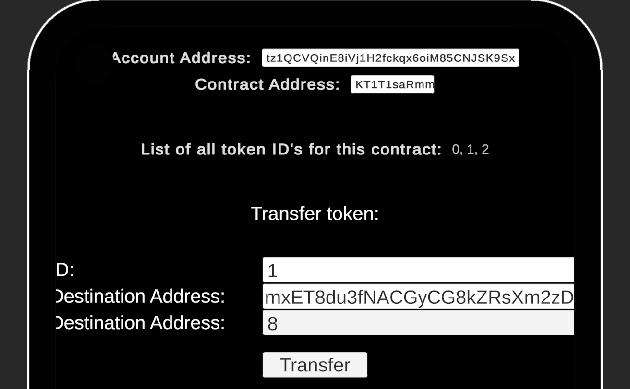 Account Address: tz1QCVQinE8iVj1H2fckqx6oiM85CNJSK9Sx
Contract Address: KT1T1saRmm
List of all token ID's for this contract: 0, 1, 2
Transfer token:
D: 1
Destination Address: mxET8du3fNACGyCG8kZRsXm2zD
Destination Address: 8
Transfer